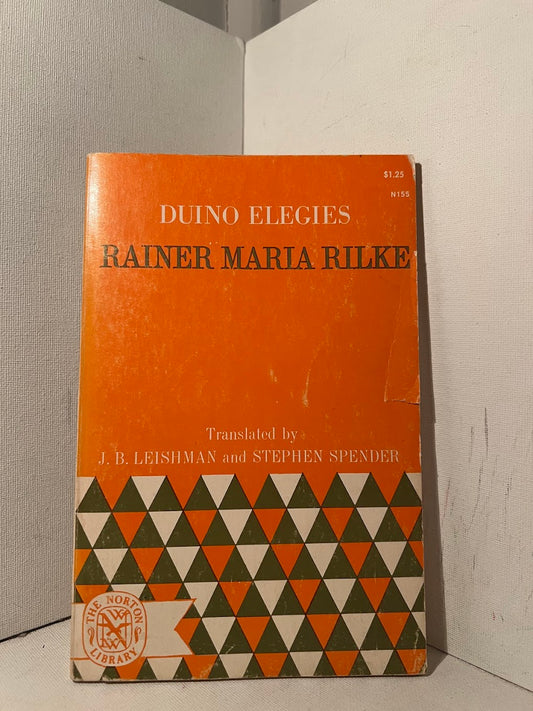 $1.25
N155
DUINO ELEGIES
RAINER MARIA RILKE
Translated by
J. B. LEISHMAN and STEPHEN SPENDER
THE NORTON
LIBRARY